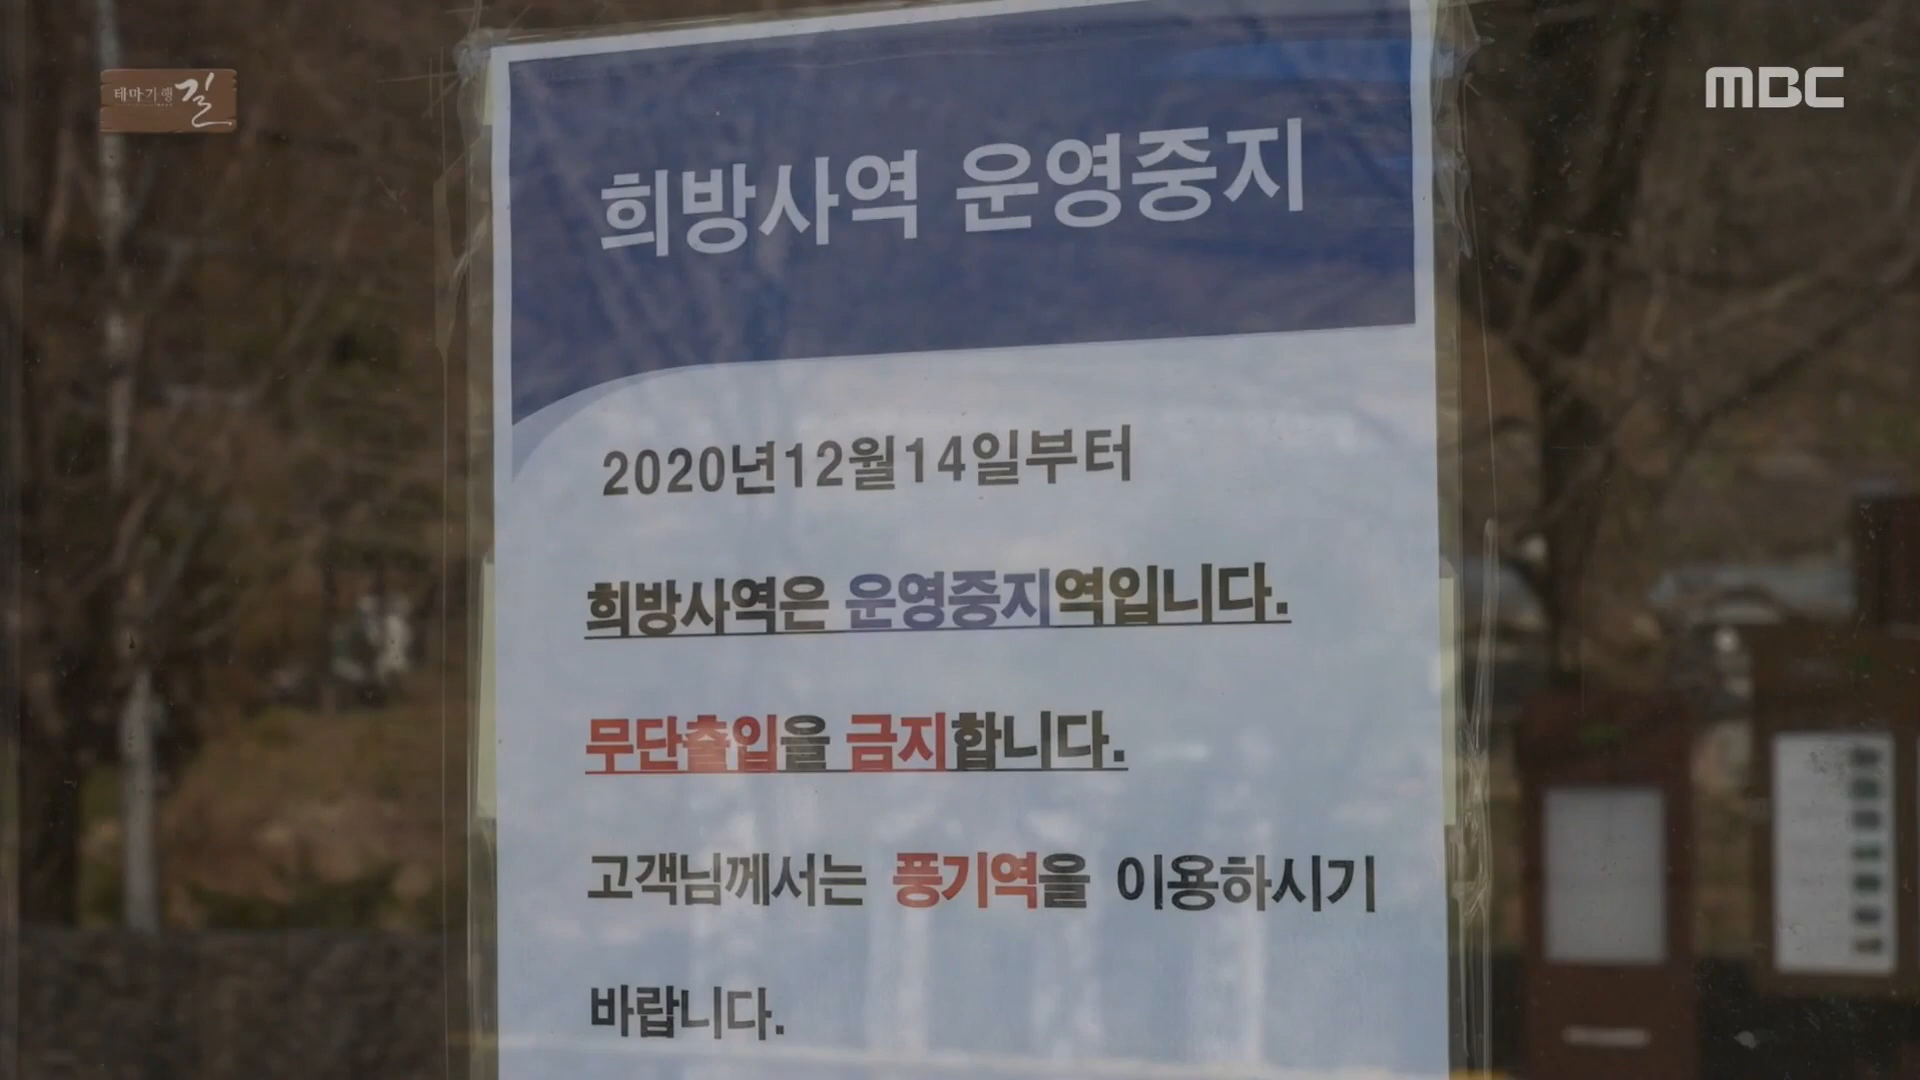 테마기행 길
MBC
희방사역 운영중지
2020년12월14일부터
희방사역은 운영중지역입니다.
무단출입을 금지합니다.
고객님께서는 풍기역을 이용하시기
바랍니다.